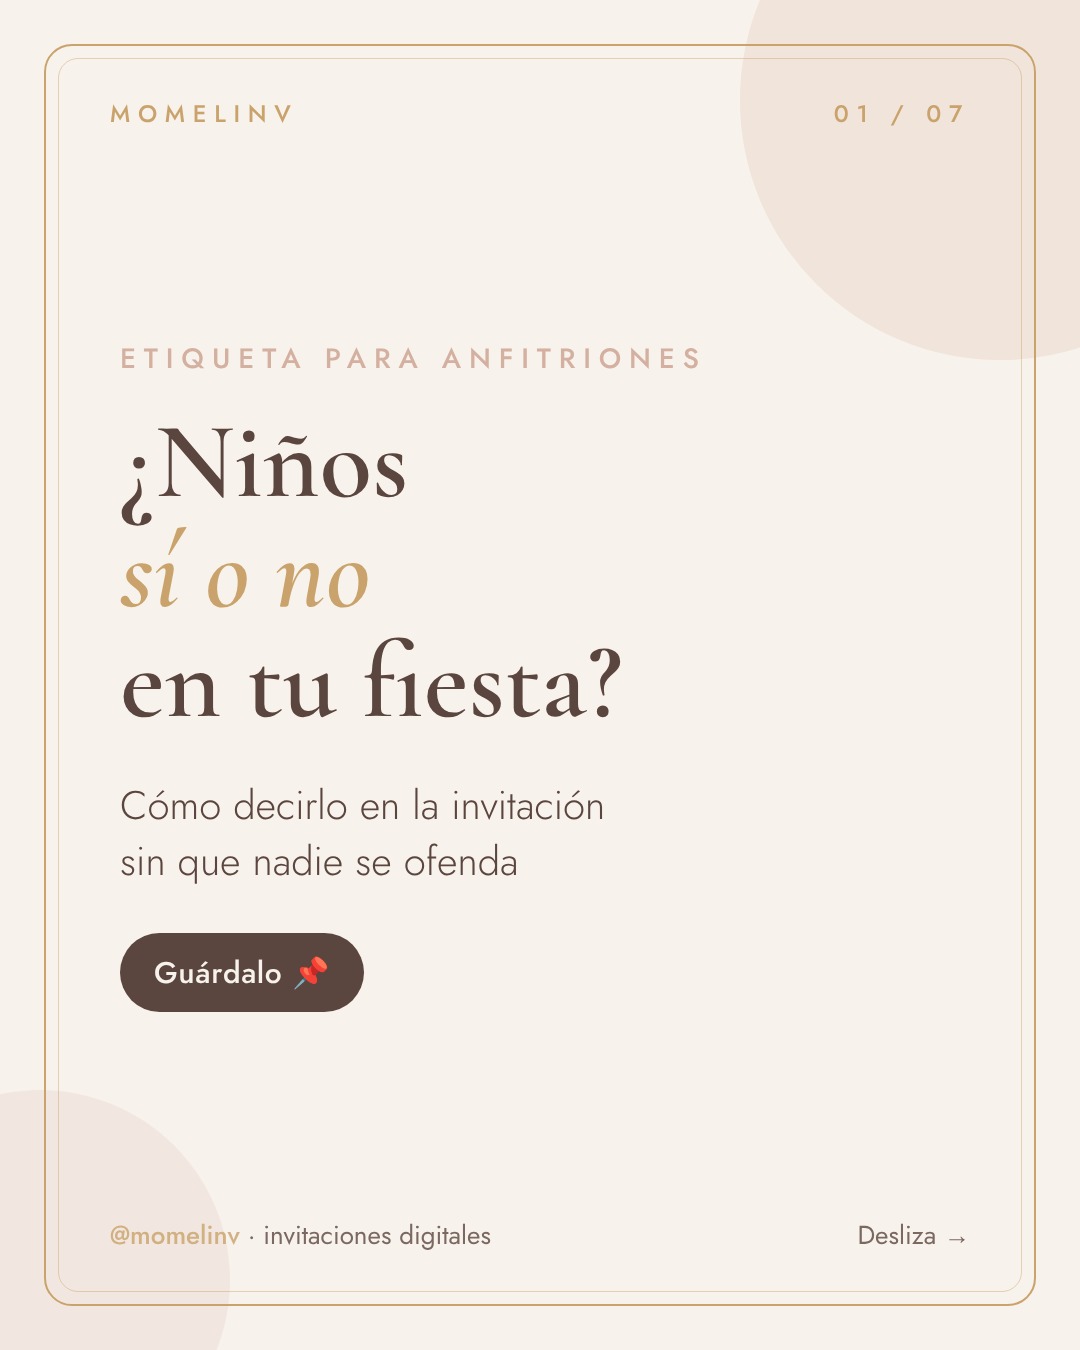 MOMELINV
01 / 07
ETIQUETA PARA ANFITRIONES
¿Niños
sí o no
en tu fiesta?
Cómo decirlo en la invitación
sin que nadie se ofenda
Guárdalo 📌
@momelinv · invitaciones digitales
Desliza →